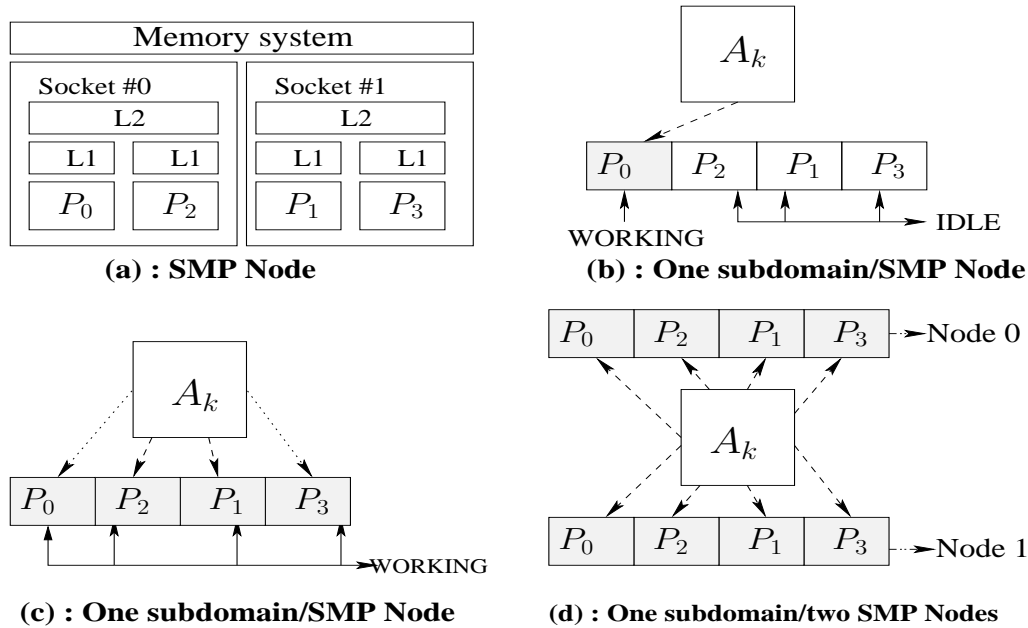 Memory system
Socket #0
L2
L1 L1
P₀ P₂
Socket #1
L2
L1 L1
P₁ P₃
(a) : SMP Node
Aₖ
P₀ P₂ P₁ P₃
WORKING
IDLE
(b) : One subdomain/SMP Node
Aₖ
P₀ P₂ P₁ P₃
WORKING
(c) : One subdomain/SMP Node
P₀ P₂ P₁ P₃ Node 0
Aₖ
P₀ P₂ P₁ P₃ Node 1
(d) : One subdomain/two SMP Nodes